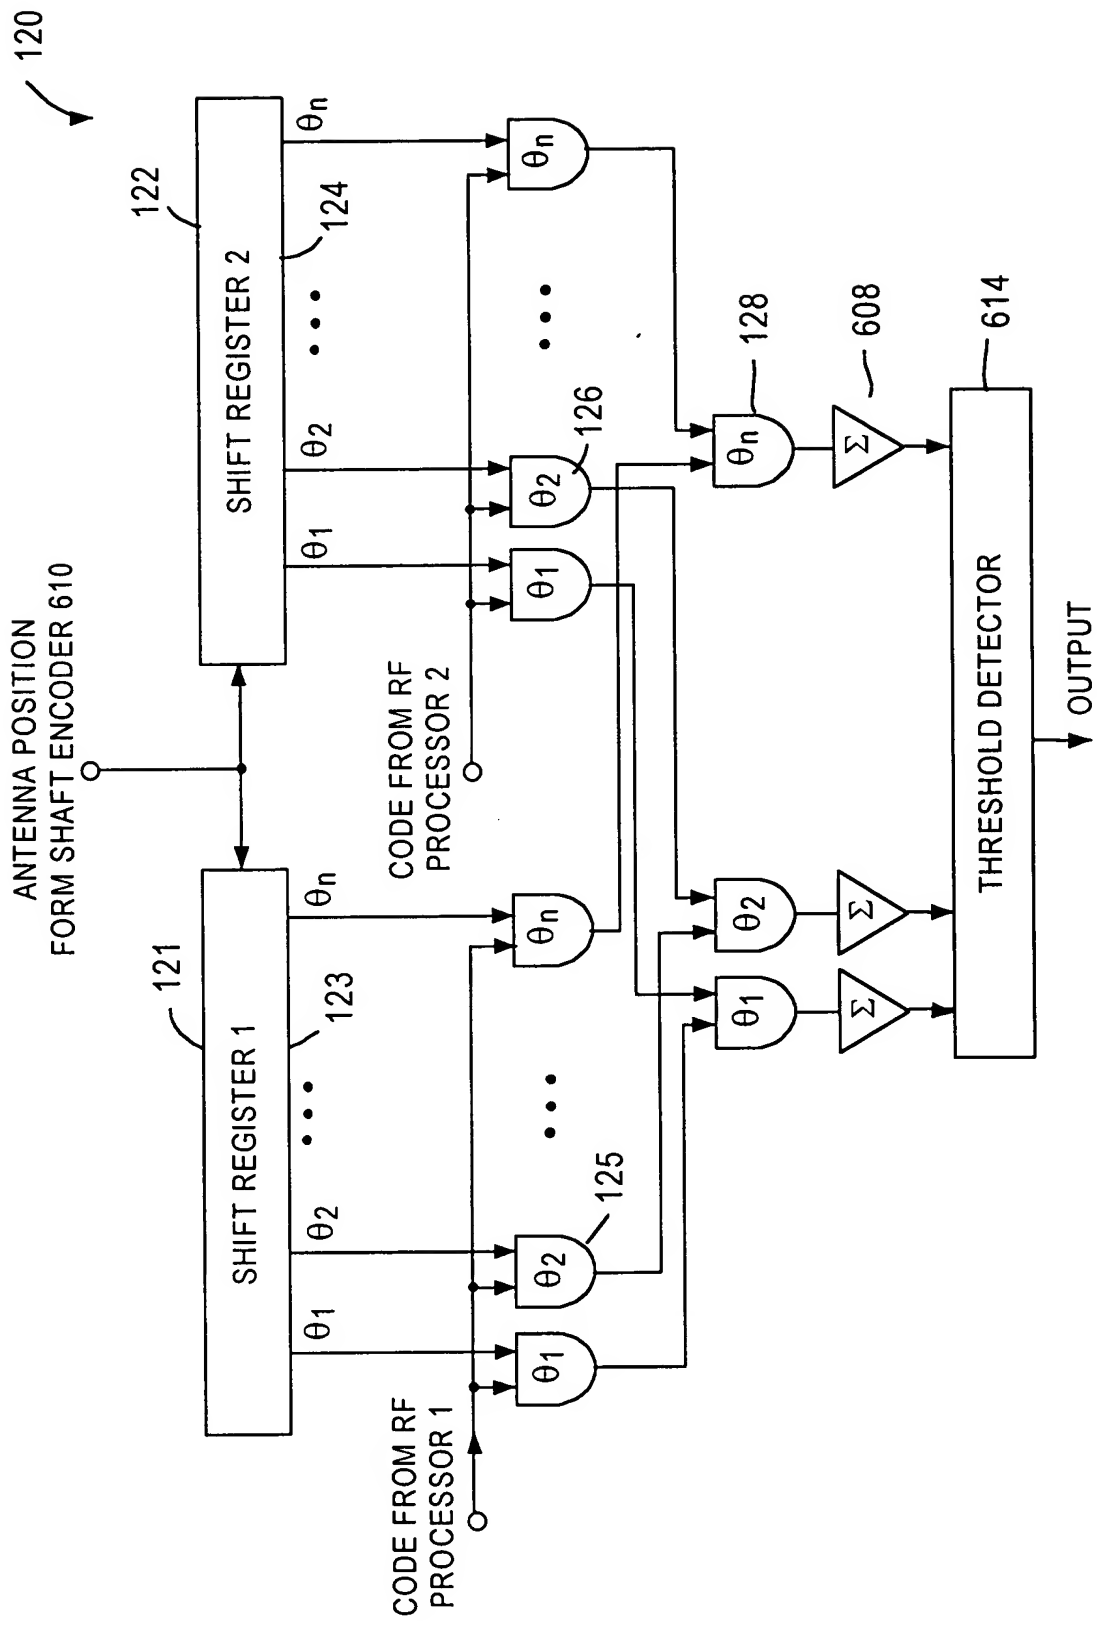 120
ANTENNA POSITION
FORM SHAFT ENCODER 610
121
122
SHIFT REGISTER 1
SHIFT REGISTER 2
123
124
θ1
θ2
• • •
θn
θ1
θ2
• • •
θn
CODE FROM RF
PROCESSOR 1
CODE FROM RF
PROCESSOR 2
θ1
θ2
125
• • •
θn
θ1
θ2
126
• • •
θn
θ1
θ2
θn
128
Σ
Σ
Σ
608
THRESHOLD DETECTOR
614
OUTPUT